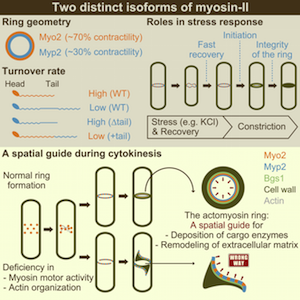 Two distinct isoforms of myosin-II
Ring geometry
Myo2 (~70% contractility)
Myp2 (~30% contractility)
Turnover rate
Head Tail
High (WT)
Low (WT)
High (Δtail)
Low (+tail)
Roles in stress response
Initiation
Fast
recovery
Integrity
of the ring
Stress (e.g. KCl)
& Recovery
Constriction
A spatial guide during cytokinesis
Normal ring
formation
Deficiency in
- Myosin motor activity
- Actin organization
Myo2
Myp2
Bgs1
Cell wall
Actin
The actomyosin ring:
A spatial guide for
- Deposition of cargo enzymes
- Remodeling of extracellular matrix
WRONG
WAY